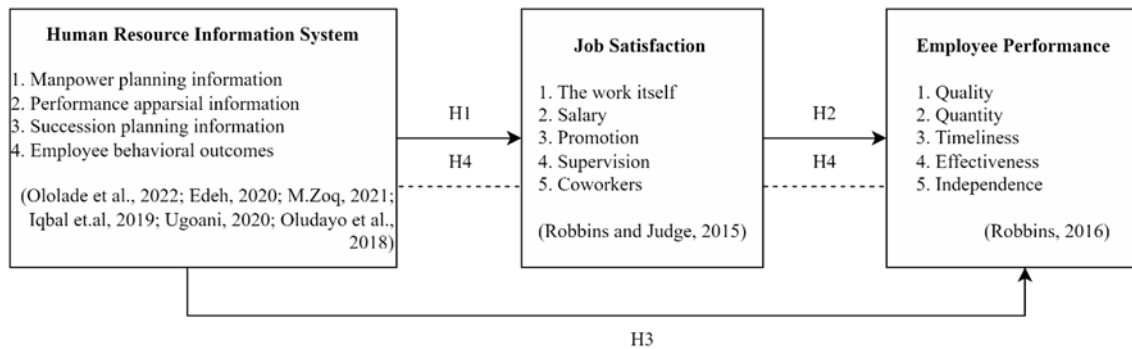 Human Resource Information System
1. Manpower planning information
2. Performance apparsial information
3. Succession planning information
4. Employee behavioral outcomes
(Ololade et al., 2022; Edeh, 2020; M.Zoq, 2021;
Iqbal et.al, 2019; Ugoani, 2020; Oludayo et al.,
2018)
H1
H4
Job Satisfaction
1. The work itself
2. Salary
3. Promotion
4. Supervision
5. Coworkers
(Robbins and Judge, 2015)
H2
H4
Employee Performance
1. Quality
2. Quantity
3. Timeliness
4. Effectiveness
5. Independence
(Robbins, 2016)
H3